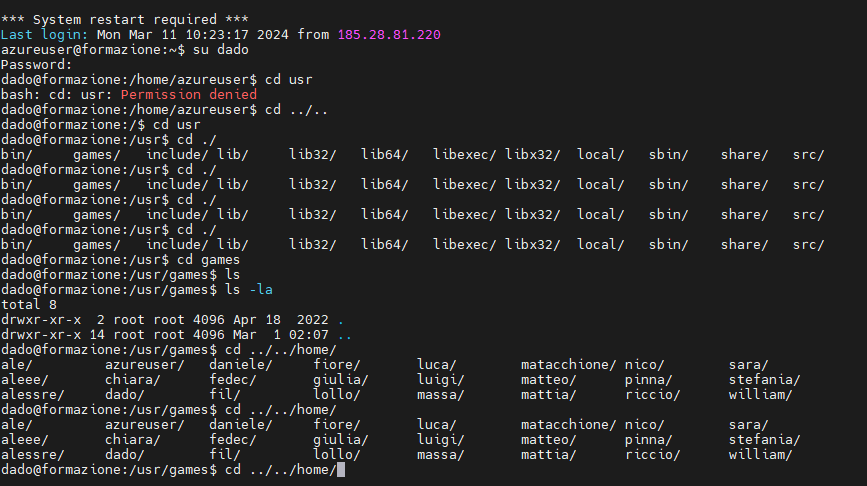 *** System restart required ***
Last login: Mon Mar 11 10:23:17 2024 from 185.28.81.220
azureuser@formazione:~$ su dado
Password:
dado@formazione:/home/azureuser$ cd usr
bash: cd: usr: Permission denied
dado@formazione:/home/azureuser$ cd ../..
dado@formazione:/$ cd usr
dado@formazione:/usr$ cd ./
bin/ games/ include/ lib/ lib32/ lib64/ libexec/ libx32/ local/ sbin/ share/ src/
dado@formazione:/usr$ cd ./
bin/ games/ include/ lib/ lib32/ lib64/ libexec/ libx32/ local/ sbin/ share/ src/
dado@formazione:/usr$ cd ./
bin/ games/ include/ lib/ lib32/ lib64/ libexec/ libx32/ local/ sbin/ share/ src/
dado@formazione:/usr$ cd ./
bin/ games/ include/ lib/ lib32/ lib64/ libexec/ libx32/ local/ sbin/ share/ src/
dado@formazione:/usr$ cd games
dado@formazione:/usr/games$ ls
dado@formazione:/usr/games$ ls -la
total 8
drwxr-xr-x 2 root root 4096 Apr 18 2022 .
drwxr-xr-x 14 root root 4096 Mar 1 02:07 ..
dado@formazione:/usr/games$ cd ../../home/
ale/ azureuser/ daniele/ fiore/ luca/ matacchione/ nico/ sara/
aleee/ chiara/ fedec/ giulia/ luigi/ matteo/ pinna/ stefania/
alessre/ dado/ fil/ lollo/ massa/ mattia/ riccio/ william/
dado@formazione:/usr/games$ cd ../../home/
ale/ azureuser/ daniele/ fiore/ luca/ matacchione/ nico/ sara/
aleee/ chiara/ fedec/ giulia/ luigi/ matteo/ pinna/ stefania/
alessre/ dado/ fil/ lollo/ massa/ mattia/ riccio/ william/
dado@formazione:/usr/games$ cd ../../home/